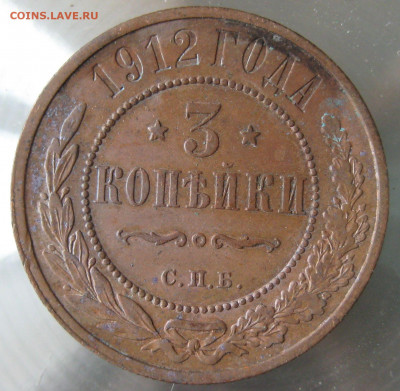 COINS.LAVE.RU
1912 ГОДА
3
КОПѢЙКИ
С.П.Б.